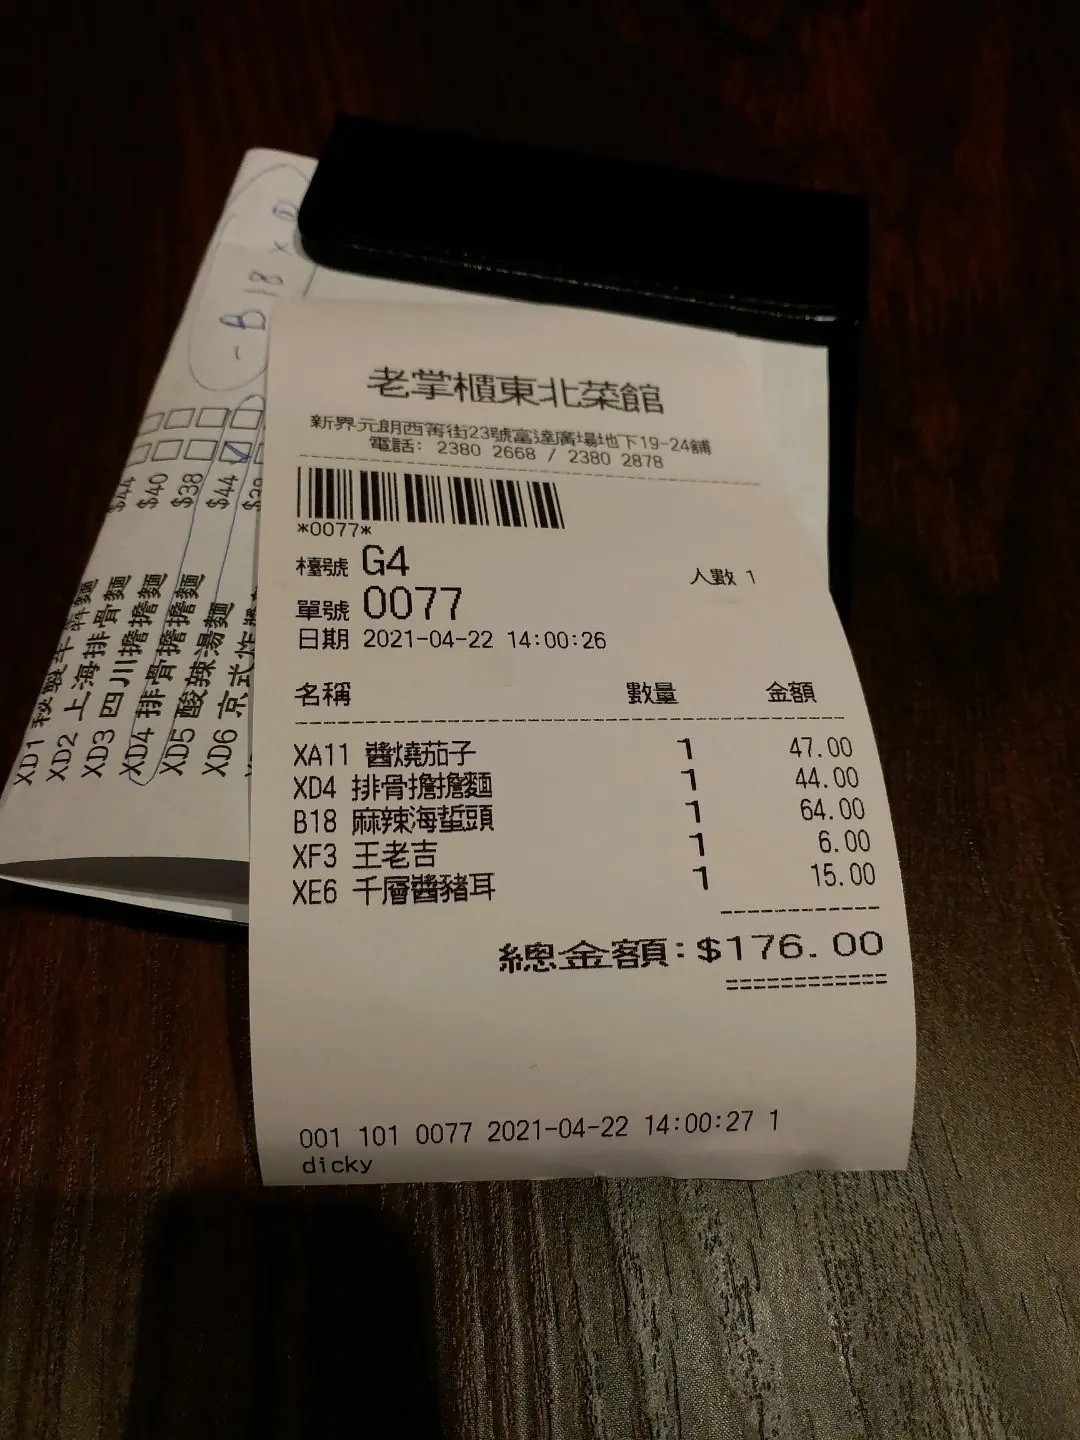 老掌櫃東北菜館
新界元朗西菁街23號富達廣場地下19-24舖
電話: 2380 2668 / 2380 2878
*0077*
檯號 G4 人數 1
單號 0077
日期 2021-04-22 14:00:26
名稱 數量 金額
XA11 醬燒茄子 1 47.00
XD4 排骨擔擔麵 1 44.00
B18 麻辣海蜇頭 1 64.00
XF3 王老吉 1 6.00
XE6 千層醬豬耳 1 15.00
總金額:$176.00
001 101 0077 2021-04-22 14:00:27 1
dicky
- B 18 x
XD1 $44
XD2 上海排骨麵 $40
XD3 四川擔擔麵 $38
XD4 排骨擔擔麵 $44
XD5 酸辣湯麵
XD6 京式炸醬